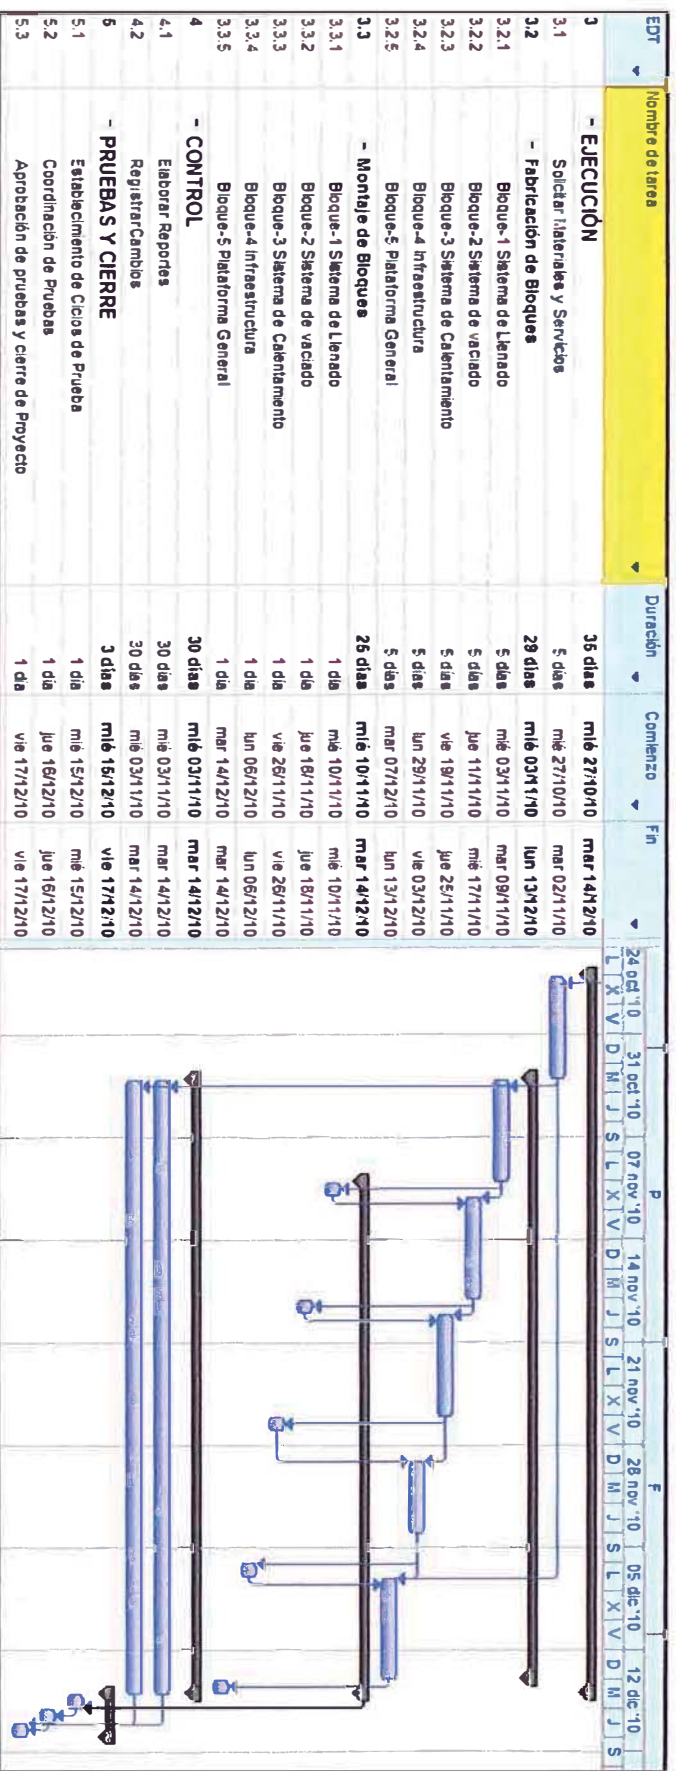 EDT Nombre de tarea Duración Comienzo Fin
24 oct '10 31 oct '10 07 nov '10 14 nov '10 21 nov '10 28 nov '10 05 dic '10 12 dic '10
P F
L X V D M J S L X V D M J S L X V D M J S L X V D M J S
3 - EJECUCIÓN 35 días mié 27/10/10 mar 14/12/10
3.1 Solicitar Materiales y Servicios 5 días mié 27/10/10 mar 02/11/10
3.2 - Fabricación de Bloques 29 días mié 03/11/10 lun 13/12/10
3.2.1 Bloque-1 Sistema de Llenado 5 días mié 03/11/10 mar 09/11/10
3.2.2 Bloque-2 Sistema de vaciado 5 días jue 11/11/10 mié 17/11/10
3.2.3 Bloque-3 Sistema de Calentamiento 5 días vie 19/11/10 jue 25/11/10
3.2.4 Bloque-4 Infraestructura 5 días lun 29/11/10 vie 03/12/10
3.2.5 Bloque-5 Plataforma General 5 días mar 07/12/10 lun 13/12/10
3.3 - Montaje de Bloques 25 días mié 10/11/10 mar 14/12/10
3.3.1 Bloque-1 Sistema de Llenado 1 día mié 10/11/10 mié 10/11/10
3.3.2 Bloque-2 Sistema de vaciado 1 día jue 18/11/10 jue 18/11/10
3.3.3 Bloque-3 Sistema de Calentamiento 1 día vie 26/11/10 vie 26/11/10
3.3.4 Bloque-4 Infraestructura 1 día lun 06/12/10 lun 06/12/10
3.3.5 Bloque-5 Plataforma General 1 día mar 14/12/10 mar 14/12/10
4 - CONTROL 30 días mié 03/11/10 mar 14/12/10
4.1 Elaborar Reportes 30 días mié 03/11/10 mar 14/12/10
4.2 Registrar Cambios 30 días mié 03/11/10 mar 14/12/10
5 - PRUEBAS Y CIERRE 3 días mié 15/12/10 vie 17/12/10
5.1 Establecimiento de Ciclos de Prueba 1 día mié 15/12/10 mié 15/12/10
5.2 Coordinación de Pruebas 1 día jue 16/12/10 jue 16/12/10
5.3 Aprobación de pruebas y cierre de Proyecto 1 día vie 17/12/10 vie 17/12/10